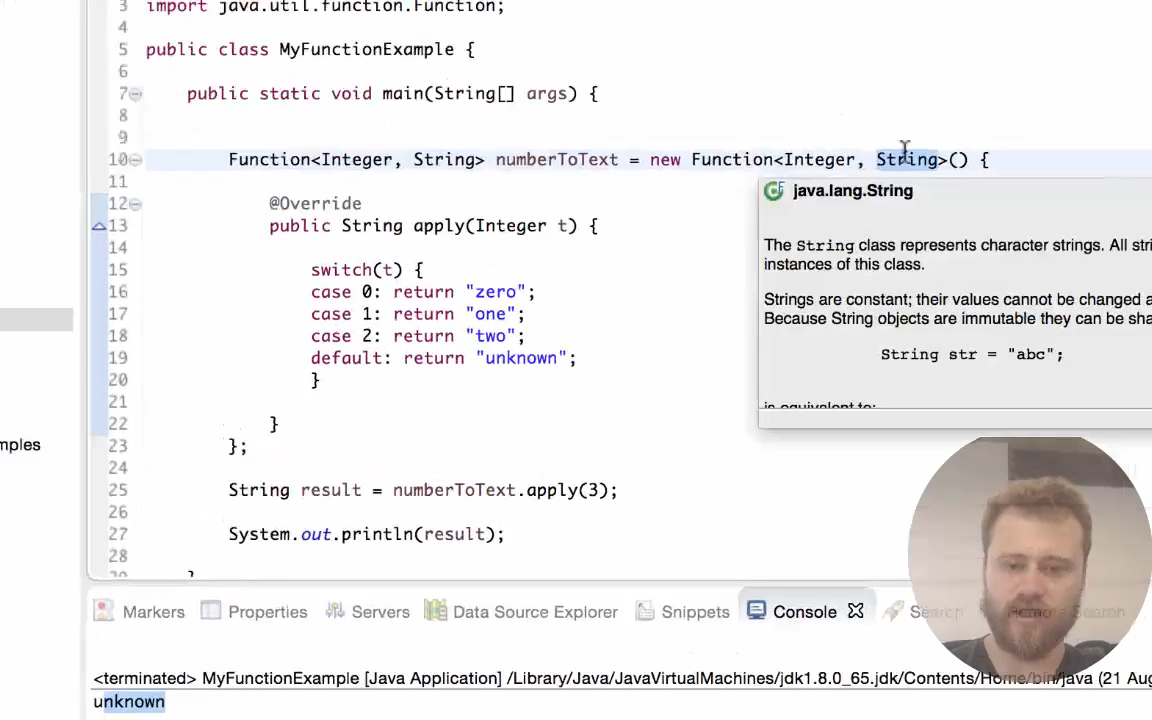 3 import java.util.function.Function;
4
5 public class MyFunctionExample {
6
7 public static void main(String[] args) {
8
9
10 Function<Integer, String> numberToText = new Function<Integer, String>() {
11
12 @Override
13 public String apply(Integer t) {
14
15 switch(t) {
16 case 0: return "zero";
17 case 1: return "one";
18 case 2: return "two";
19 default: return "unknown";
20 }
21
22 }
23 };
24
25 String result = numberToText.apply(3);
26
27 System.out.println(result);
28
}
java.lang.String
The String class represents character strings. All stri
instances of this class.
Strings are constant; their values cannot be changed a
Because String objects are immutable they can be sha
String str = "abc";
is equivalent to:
mples
Markers Properties Servers Data Source Explorer Snippets Console Search Remote Search
<terminated> MyFunctionExample [Java Application] /Library/Java/JavaVirtualMachines/jdk1.8.0_65.jdk/Contents/Home/bin/java (21 Aug
unknown